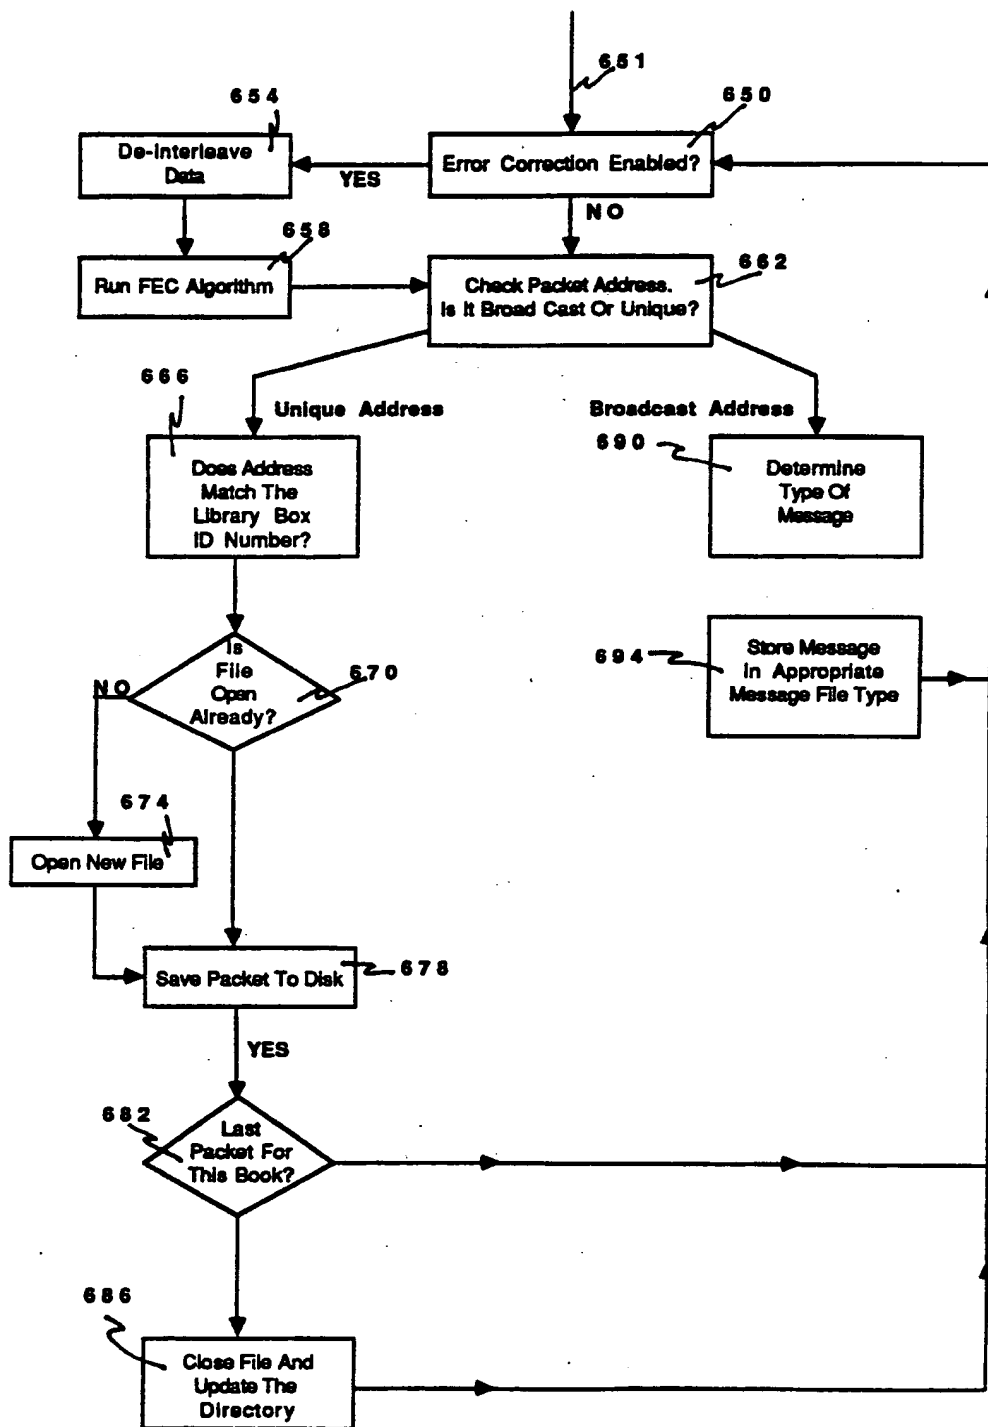 651
654
650
De-Interleave
Data
Error Correction Enabled?
YES
NO
658
662
Run FEC Algorithm
Check Packet Address.
Is It Broad Cast Or Unique?
666
Unique Address
Broadcast Address
690
Does Address
Match The
Library Box
ID Number?
Determine
Type Of
Message
Is
File
Open
Already?
670
NO
694
Store Message
In Appropriate
Message File Type
674
Open New File
Save Packet To Disk
678
YES
682
Last
Packet For
This Book?
686
Close File And
Update The
Directory